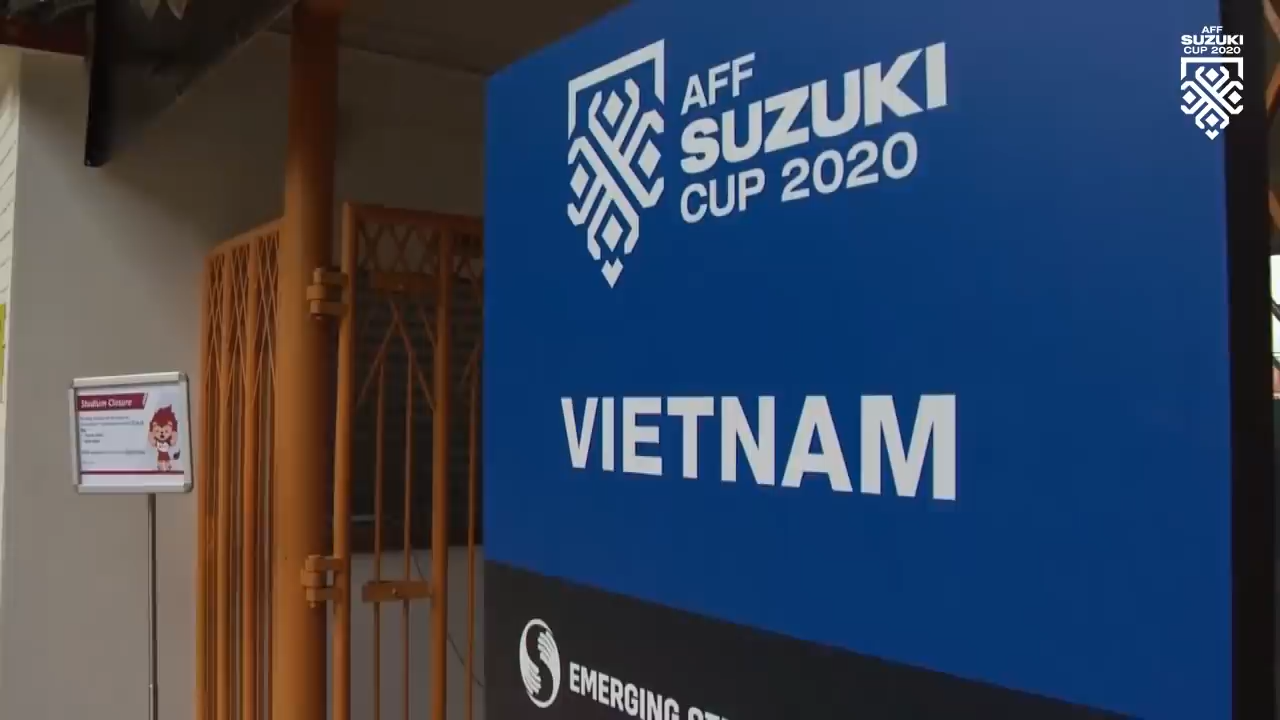 AFF
SUZUKI
CUP 2020
AFF
SUZUKI
CUP 2020
VIETNAM
Stadium Closure
EMERGING